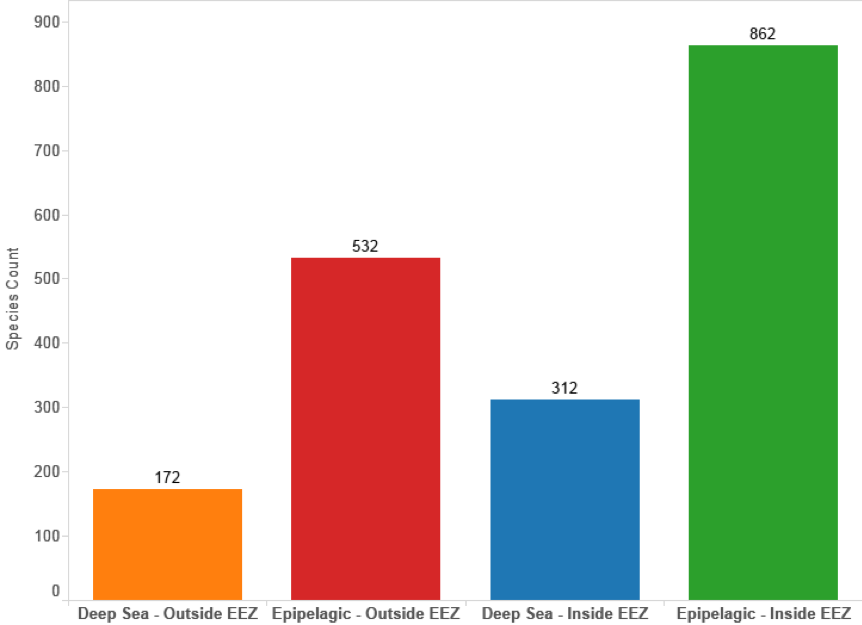 900
862
800
700
600
532
500
Species Count
400
312
300
200
172
100
0
Deep Sea - Outside EEZ
Epipelagic - Outside EEZ
Deep Sea - Inside EEZ
Epipelagic - Inside EEZ